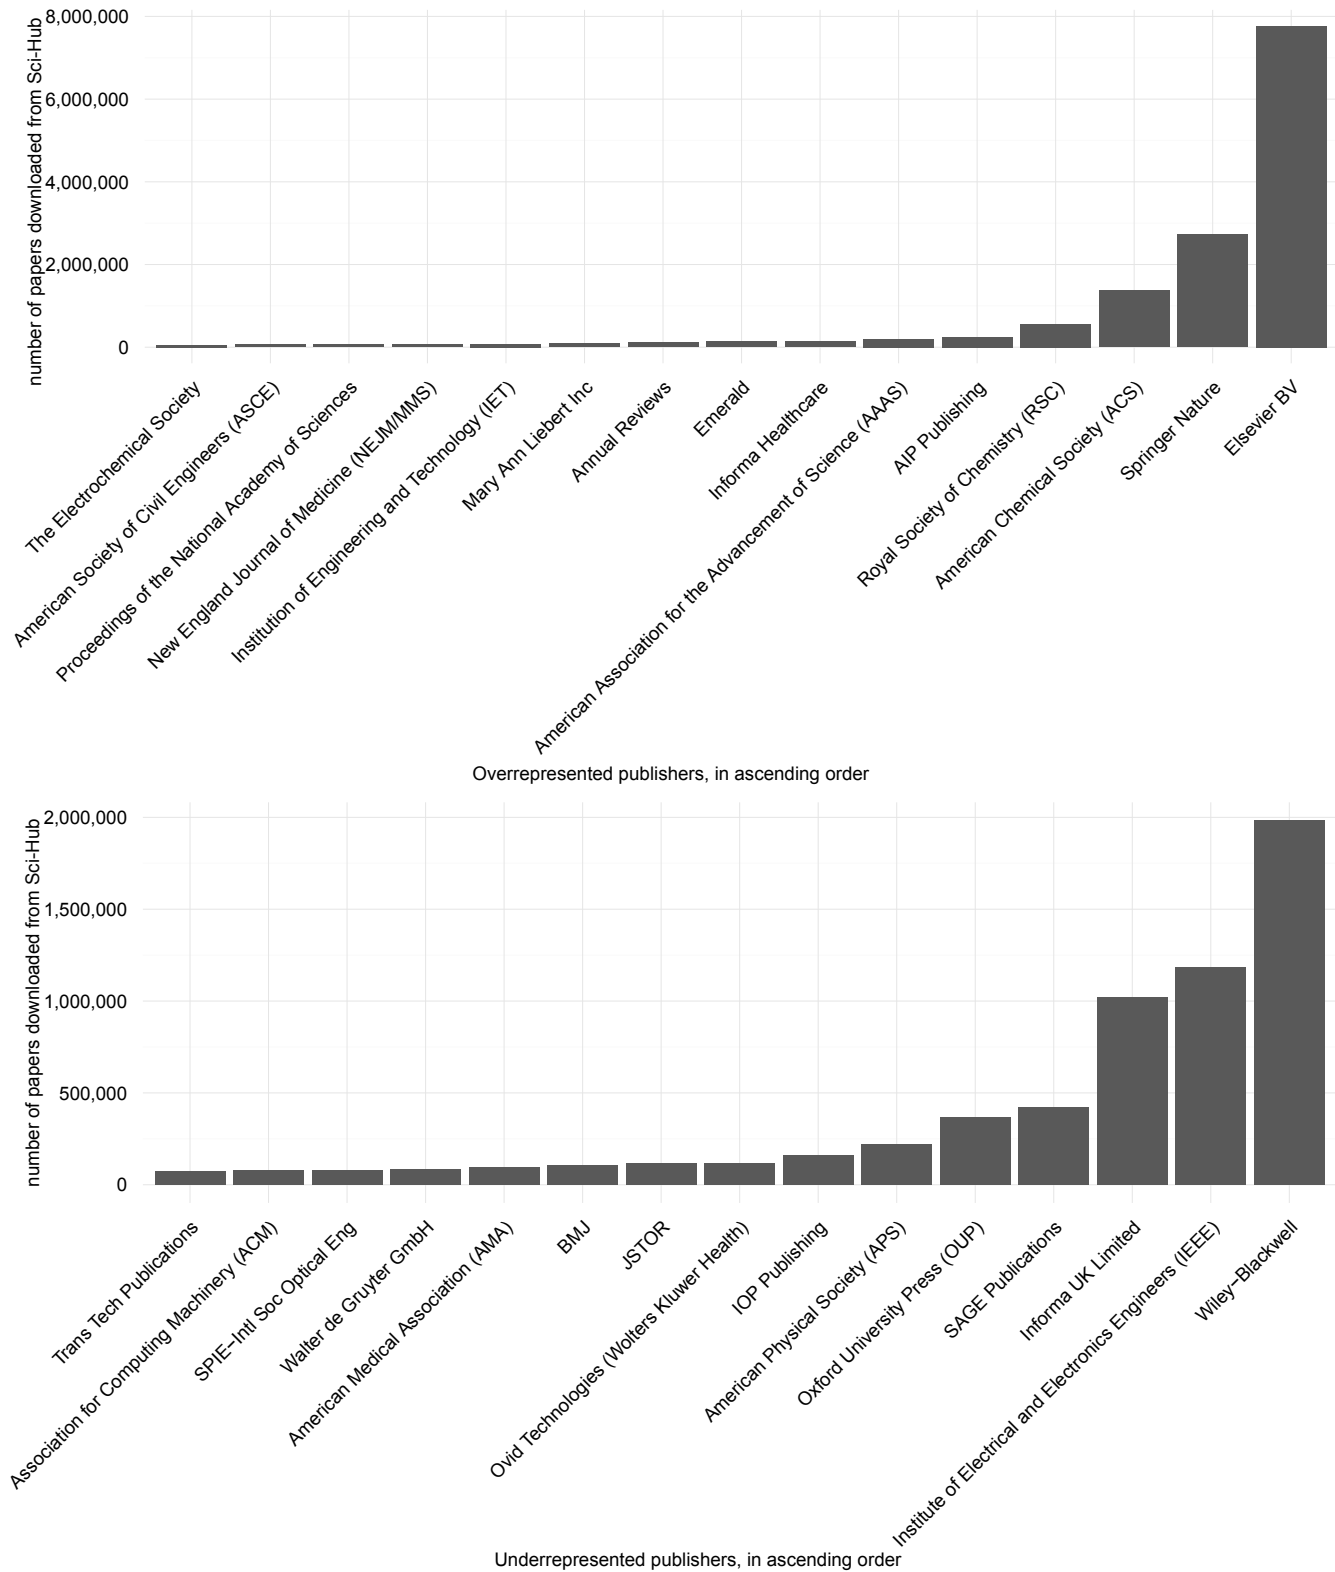 number of papers downloaded from Sci-Hub
8,000,000
6,000,000
4,000,000
2,000,000
0
The Electrochemical Society
American Society of Civil Engineers (ASCE)
Proceedings of the National Academy of Sciences
New England Journal of Medicine (NEJM/MMS)
Institution of Engineering and Technology (IET)
Mary Ann Liebert Inc
Annual Reviews
Emerald
Informa Healthcare
American Association for the Advancement of Science (AAAS)
AIP Publishing
Royal Society of Chemistry (RSC)
American Chemical Society (ACS)
Springer Nature
Elsevier BV
Overrepresented publishers, in ascending order
number of papers downloaded from Sci-Hub
2,000,000
1,500,000
1,000,000
500,000
0
Trans Tech Publications
Association for Computing Machinery (ACM)
SPIE−Intl Soc Optical Eng
Walter de Gruyter GmbH
American Medical Association (AMA)
BMJ
JSTOR
Ovid Technologies (Wolters Kluwer Health)
IOP Publishing
American Physical Society (APS)
Oxford University Press (OUP)
SAGE Publications
Informa UK Limited
Institute of Electrical and Electronics Engineers (IEEE)
Wiley−Blackwell
Underrepresented publishers, in ascending order